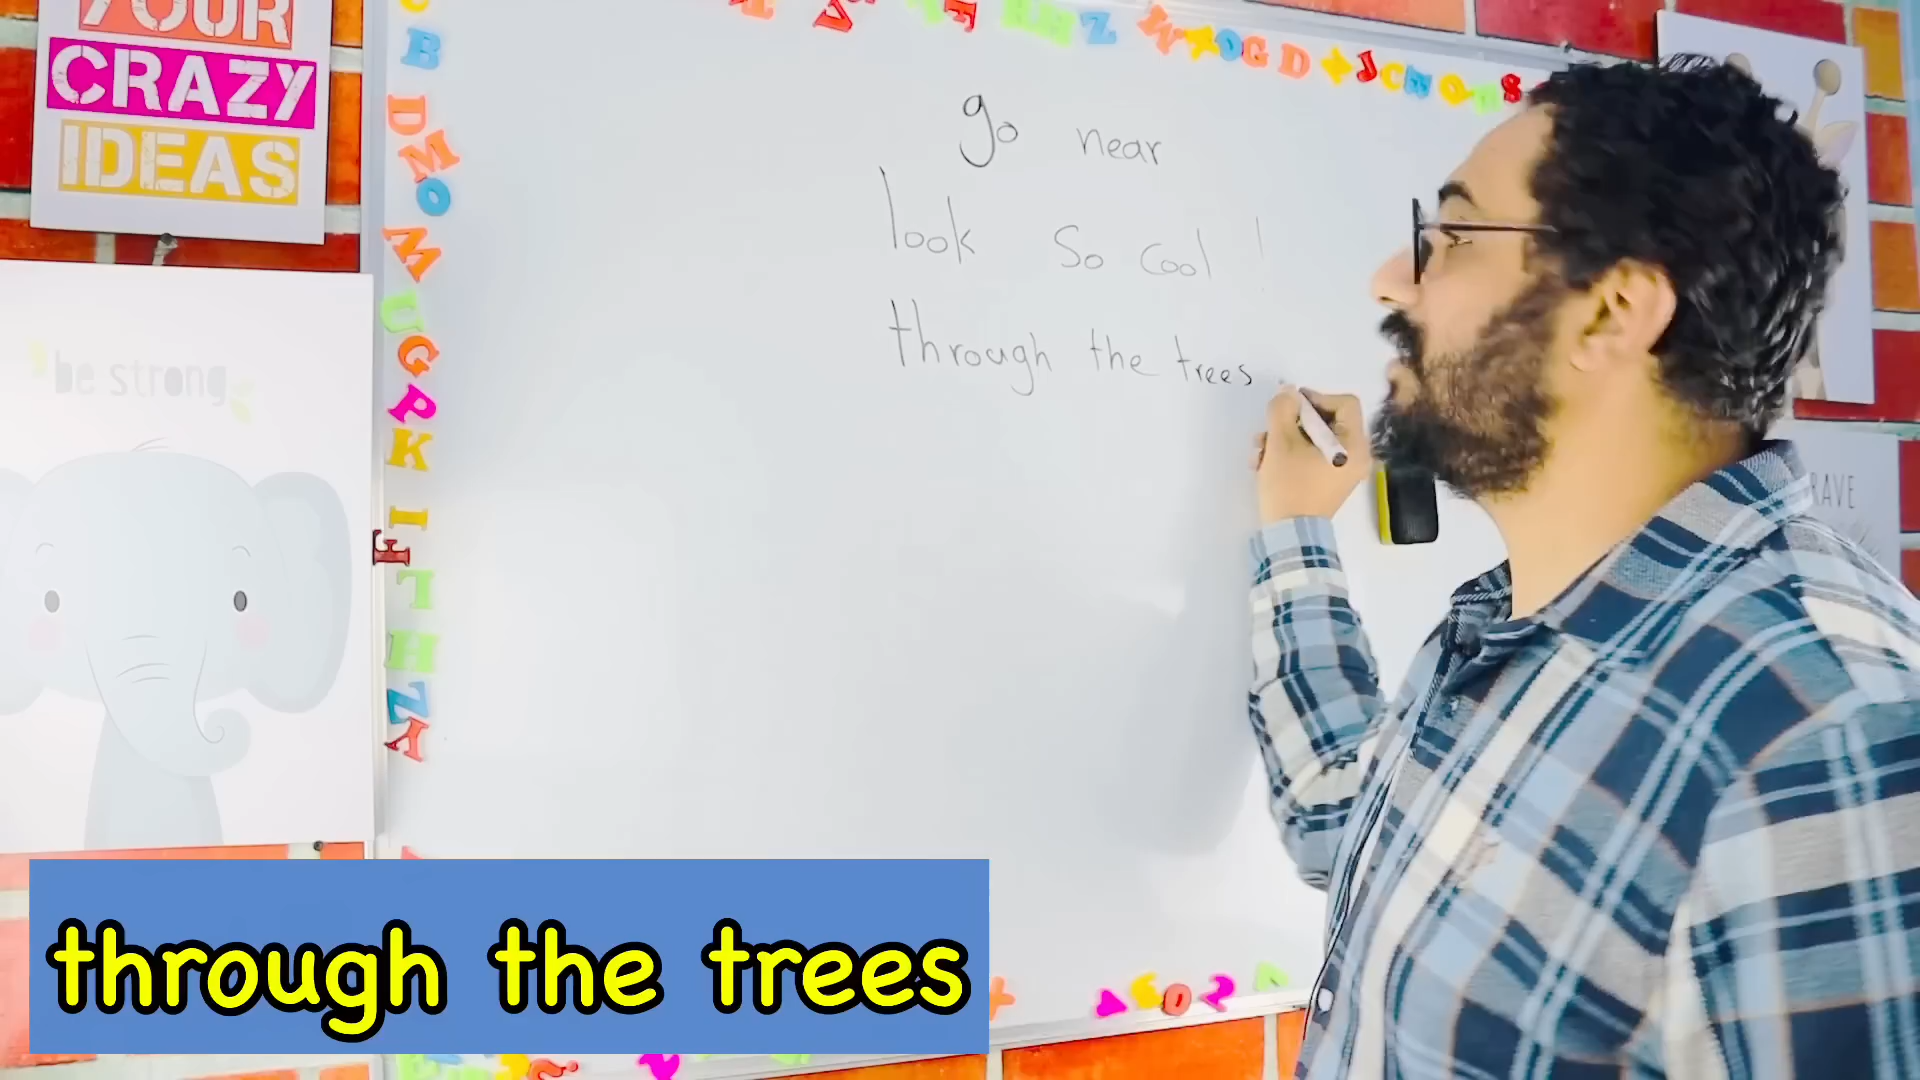 YOUR
CRAZY
IDEAS
be strong
go near
look so cool !
through the trees
through the trees